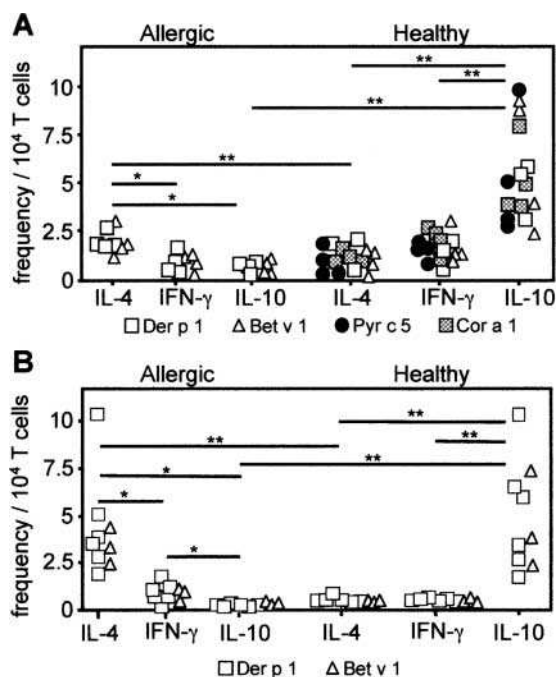 A
Allergic Healthy
frequency / 10⁴ T cells
10
7.5
5
2.5
0
** 
**
**
**
*
*
IL-4 IFN-γ IL-10 IL-4 IFN-γ IL-10
Der p 1 Bet v 1 Pyr c 5 Cor a 1
B
Allergic Healthy
frequency / 10⁴ T cells
10
7.5
5
2.5
0
**
**
**
*
**
*
*
IL-4 IFN-γ IL-10 IL-4 IFN-γ IL-10
Der p 1 Bet v 1